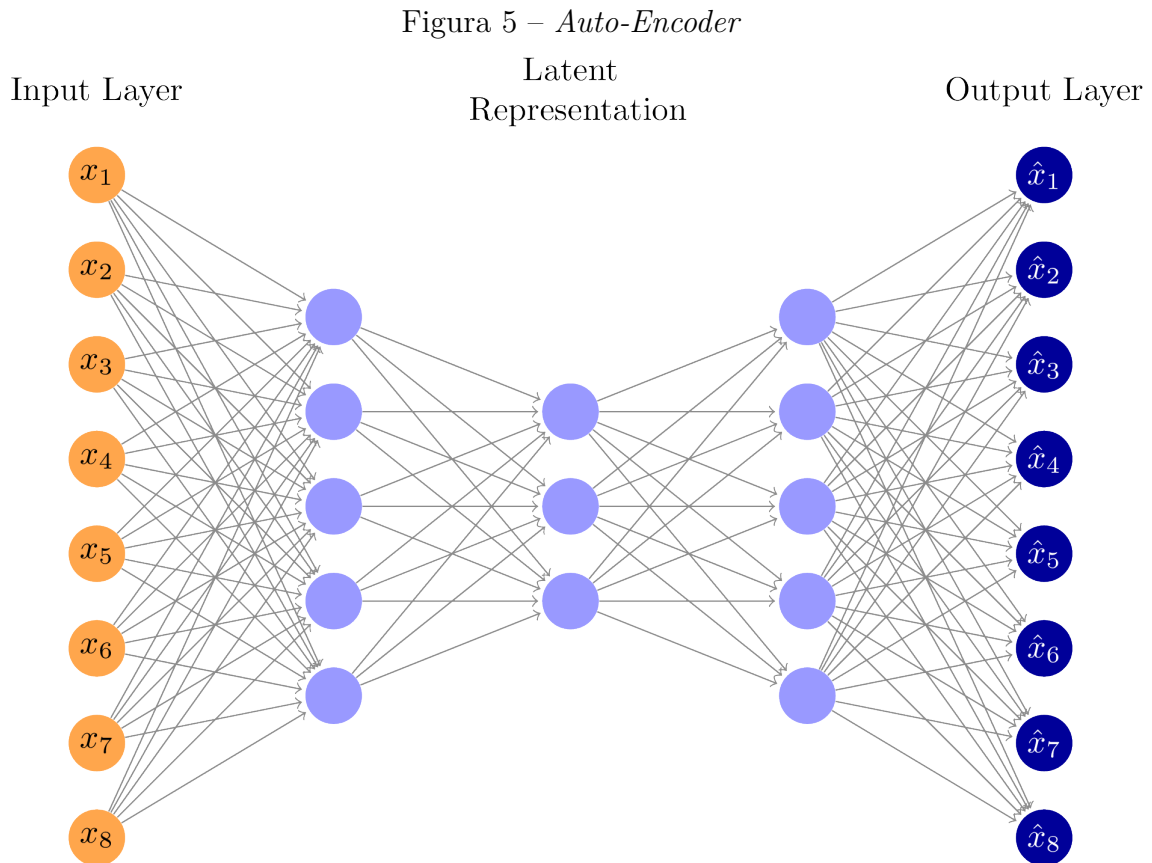 Figura 5 – Auto-Encoder
Input Layer
Latent
Representation
Output Layer
x₁
x₂
x₃
x₄
x₅
x₆
x₇
x₈
x̂₁
x̂₂
x̂₃
x̂₄
x̂₅
x̂₆
x̂₇
x̂₈